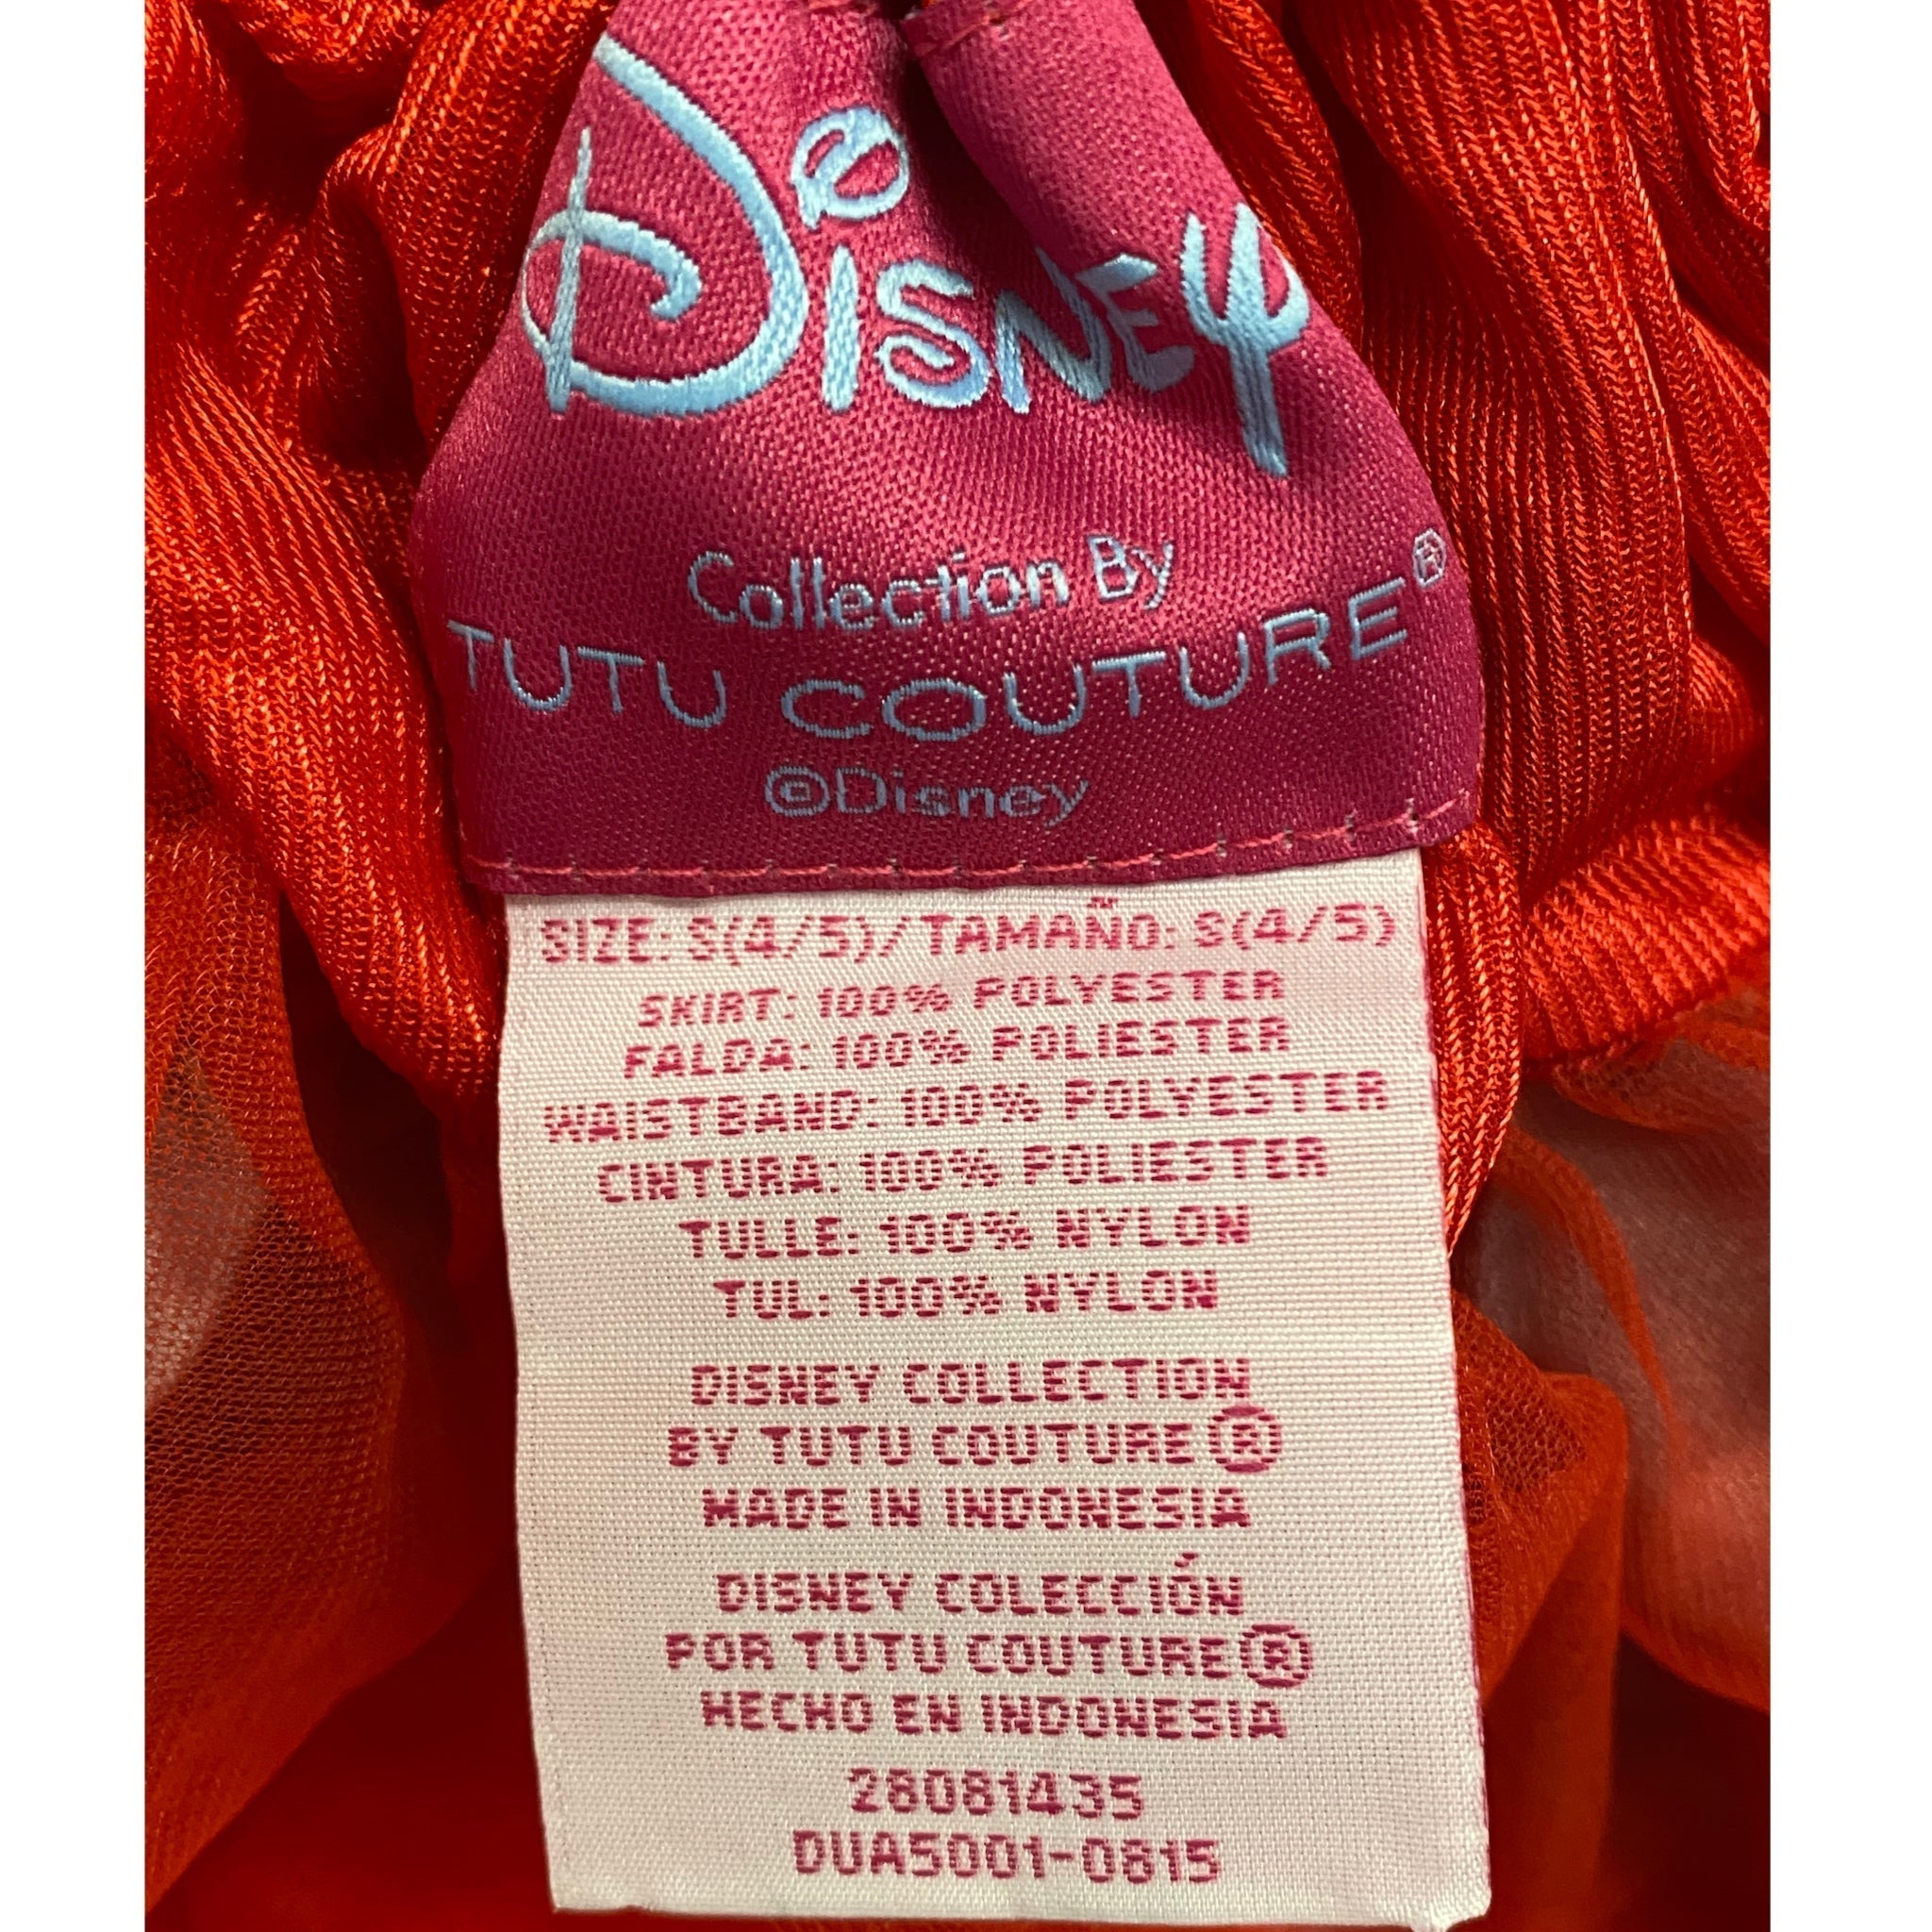 Disney
Collection By
TUTU COUTURE®
©Disney
SIZE: S(4/5)/TAMAÑO: S(4/5)
SKIRT: 100% POLYESTER
FALDA: 100% POLIESTER
WAISTBAND: 100% POLYESTER
CINTURA: 100% POLIESTER
TULLE: 100% NYLON
TUL: 100% NYLON
DISNEY COLLECTION
BY TUTU COUTURE®
MADE IN INDONESIA
DISNEY COLECCIÓN
POR TUTU COUTURE®
HECHO EN INDONESIA
28081435
DUA5001-0815